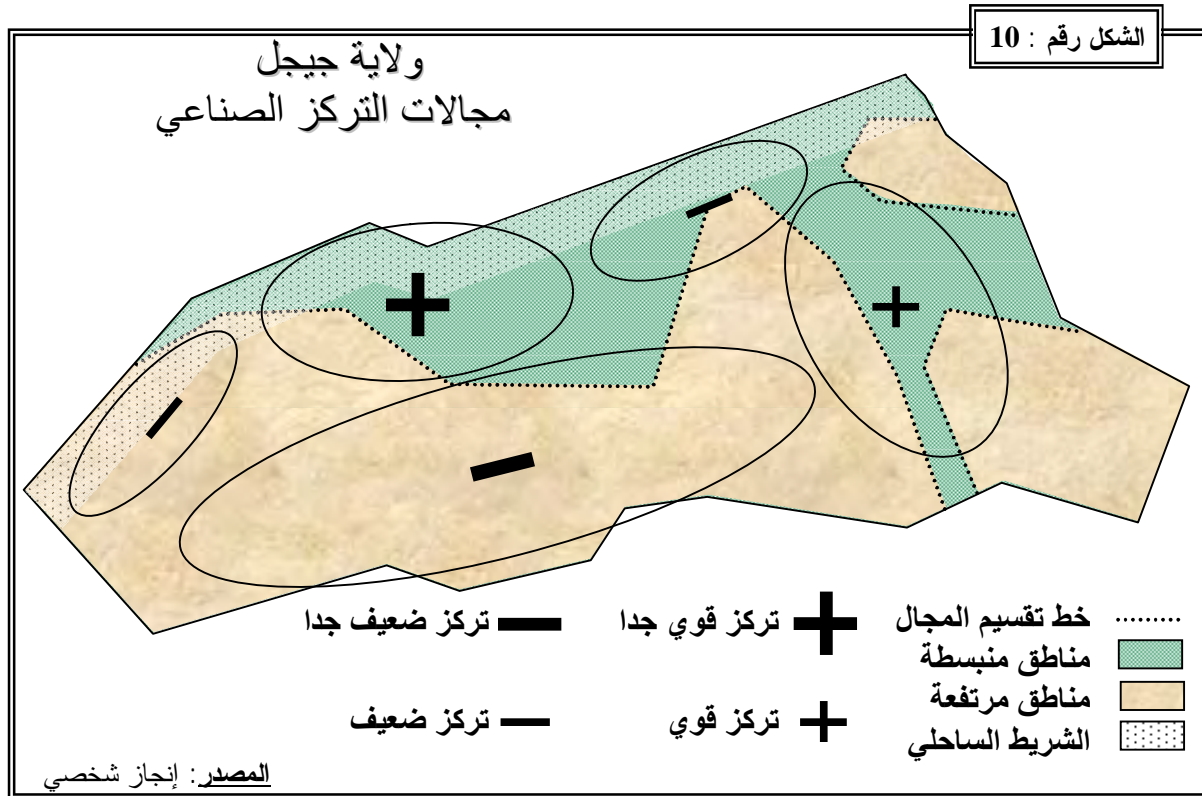 الشكل رقم : 10
ولاية جيجل
مجالات التركز الصناعي
خط تقسيم المجال
مناطق منبسطة
مناطق مرتفعة
الشريط الساحلي
تركز قوي جدا
تركز قوي
تركز ضعيف جدا
تركز ضعيف
المصدر: إنجاز شخصي